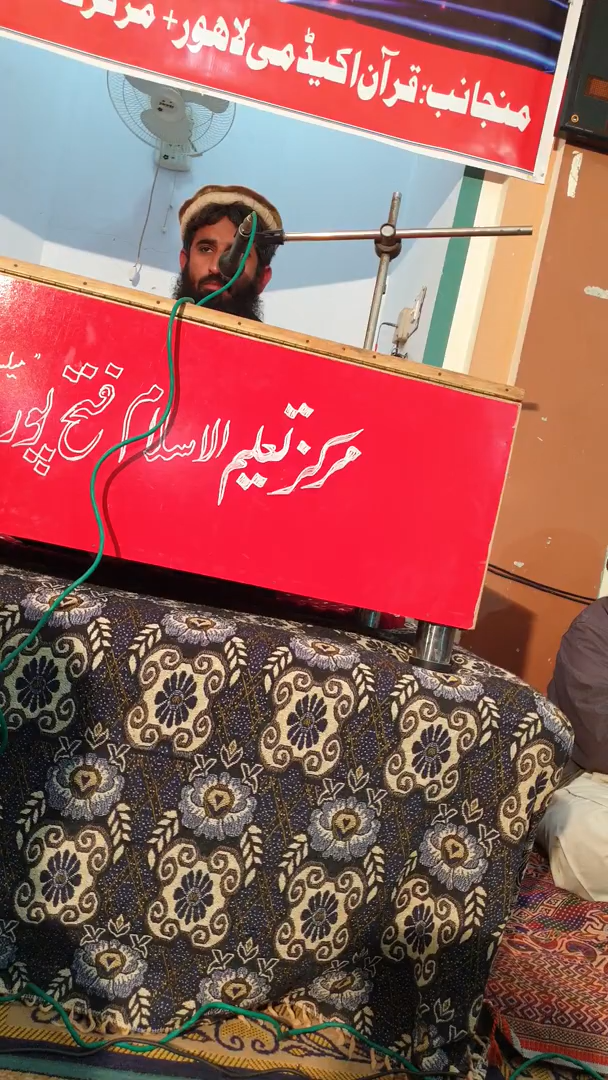 منجانب: قرآن اکیڈمی لاہور + مرکز
مرکز تعلیم الاسلام فتح پور